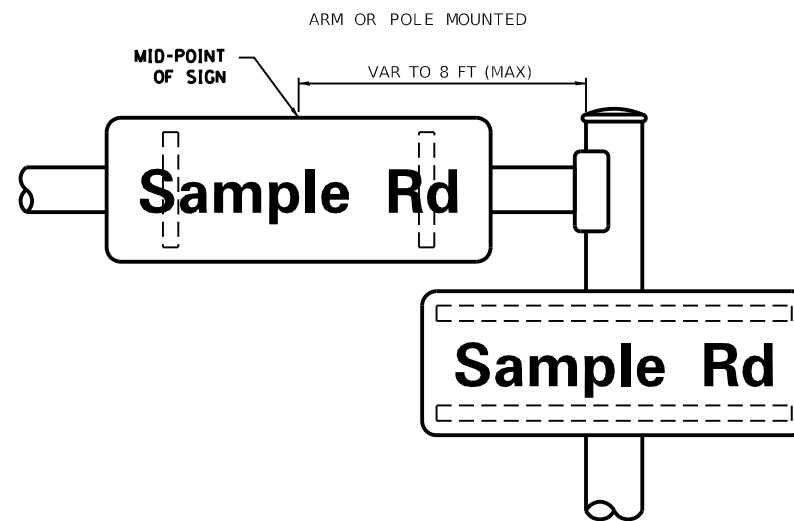 ARM OR POLE MOUNTED
MID-POINT
OF SIGN
VAR TO 8 FT (MAX)
Sample Rd
Sample Rd